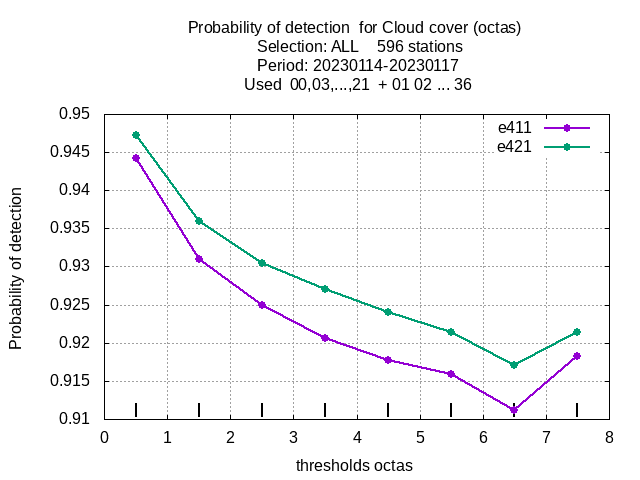 Probability of detection  for Cloud cover (octas)
Selection: ALL    596 stations
Period: 20230114-20230117
Used  00,03,...,21  + 01 02 ... 36
e411
e421
0.95
0.945
0.94
0.935
0.93
0.925
0.92
0.915
0.91
Probability of detection
0 1 2 3 4 5 6 7 8
thresholds octas